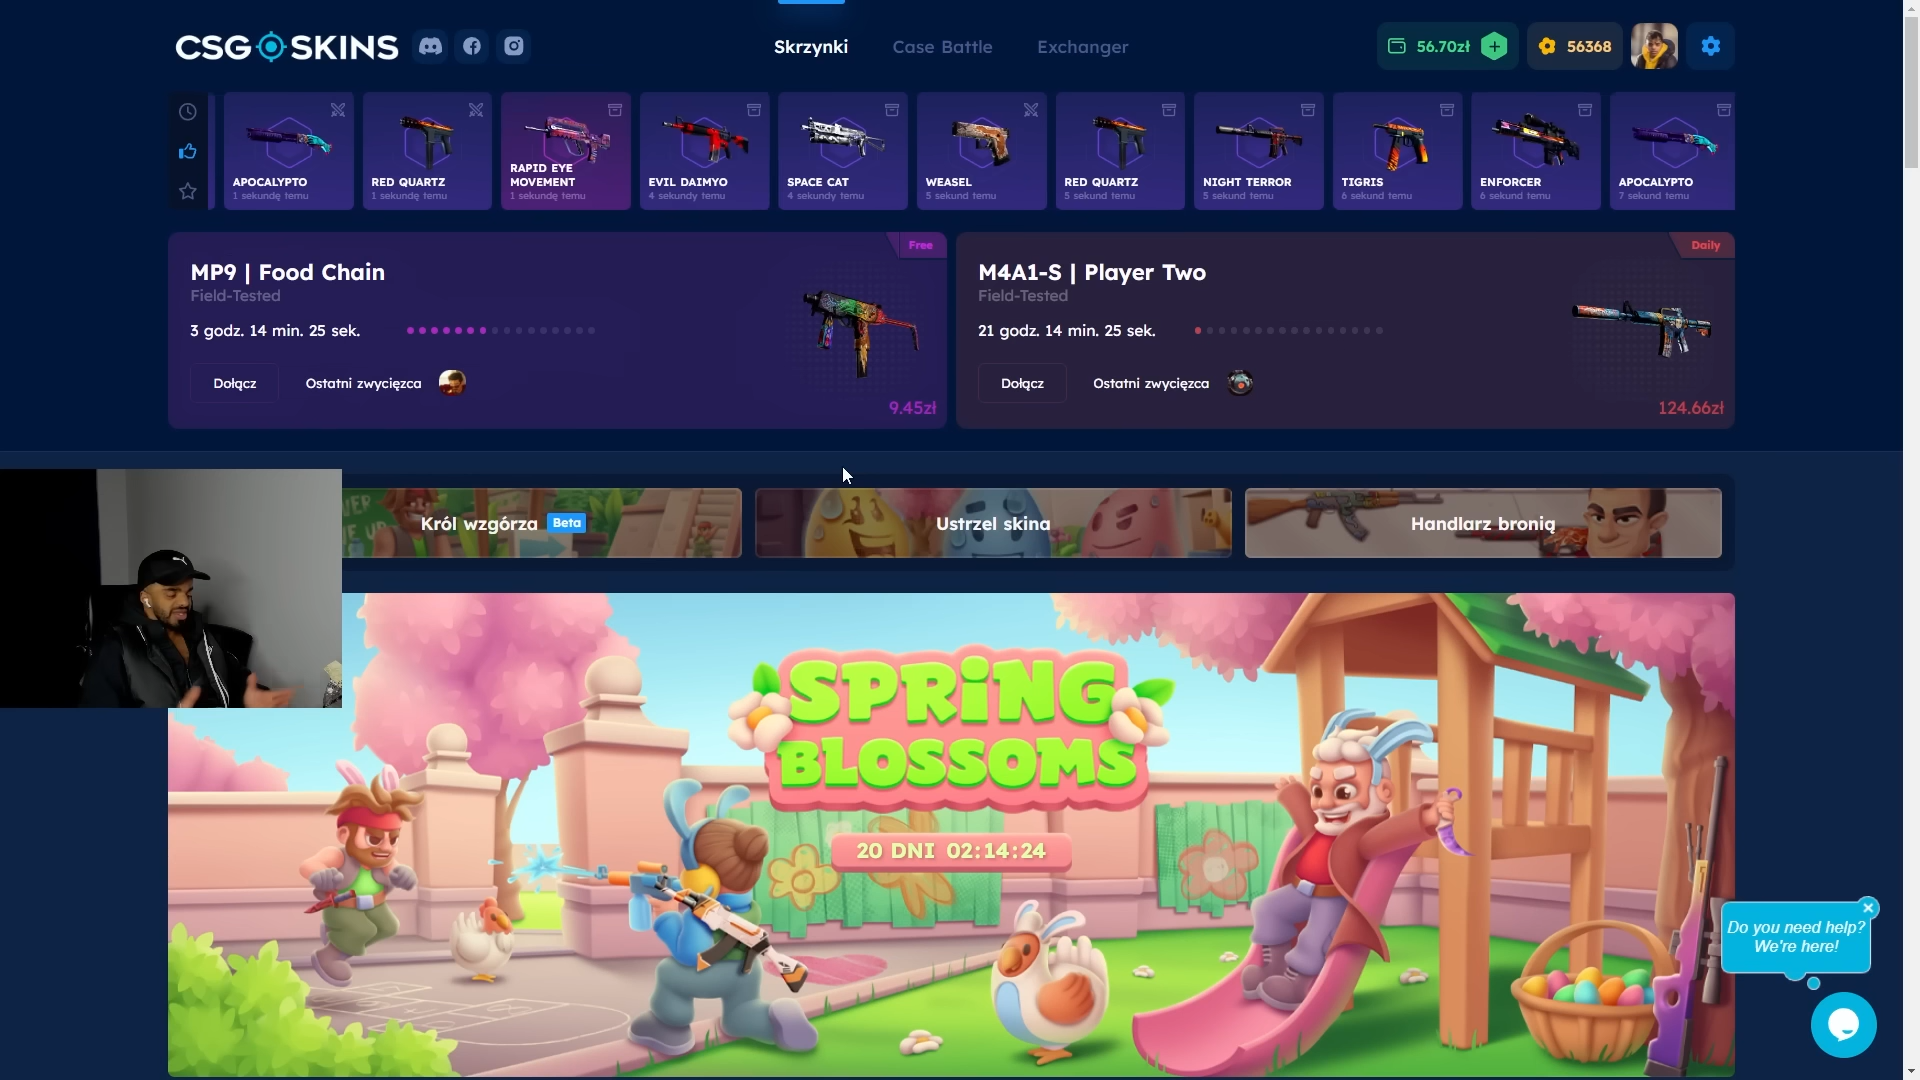 CSGOSKINS
Skrzynki
Case Battle
Exchanger
56.70zł
56368
APOCALYPTO
1 sekundę temu
RED QUARTZ
1 sekundę temu
RAPID EYE
MOVEMENT
1 sekundę temu
EVIL DAIMYO
4 sekundy temu
SPACE CAT
4 sekundy temu
WEASEL
5 sekund temu
RED QUARTZ
5 sekund temu
NIGHT TERROR
5 sekund temu
TIGRIS
6 sekund temu
ENFORCER
6 sekund temu
APOCALYPTO
7 sekund temu
Free
MP9 | Food Chain
Field-Tested
3 godz. 14 min. 25 sek.
Dołącz
Ostatni zwycięzca
9.45zł
Daily
M4A1-S | Player Two
Field-Tested
21 godz. 14 min. 25 sek.
Dołącz
Ostatni zwycięzca
124.66zł
Król wzgórza Beta
Ustrzel skina
Handlarz bronią
SPRiNG
BLOSSOMS
20 DNI 02:14:24
Do you need help?
We're here!